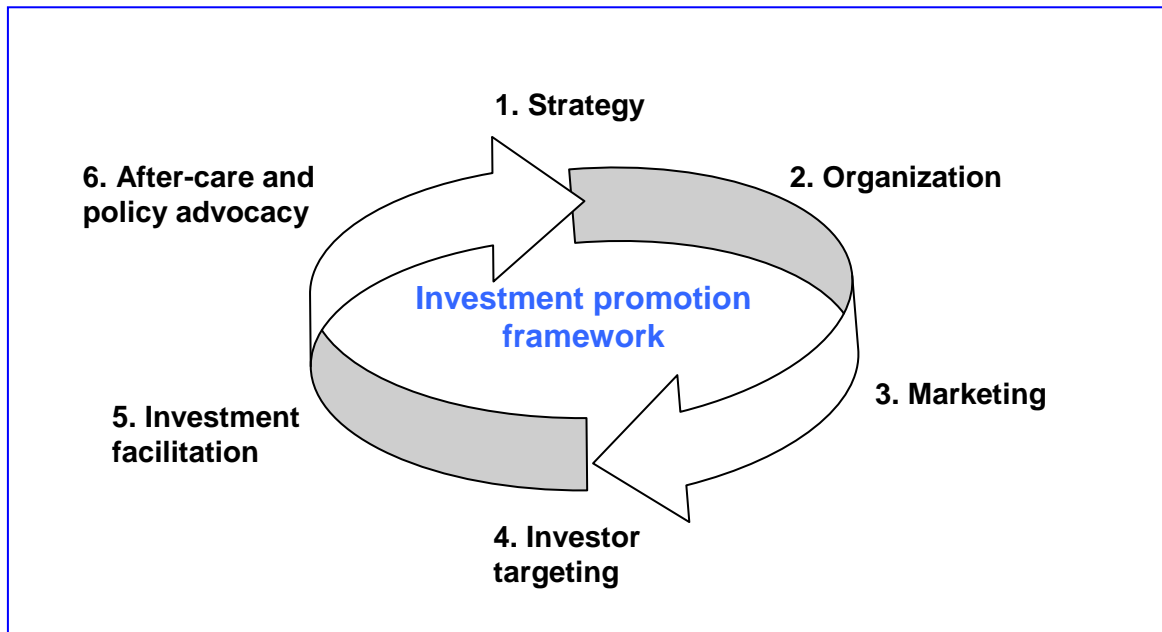 1. Strategy
2. Organization
3. Marketing
4. Investor
targeting
5. Investment
facilitation
6. After-care and
policy advocacy
Investment promotion
framework